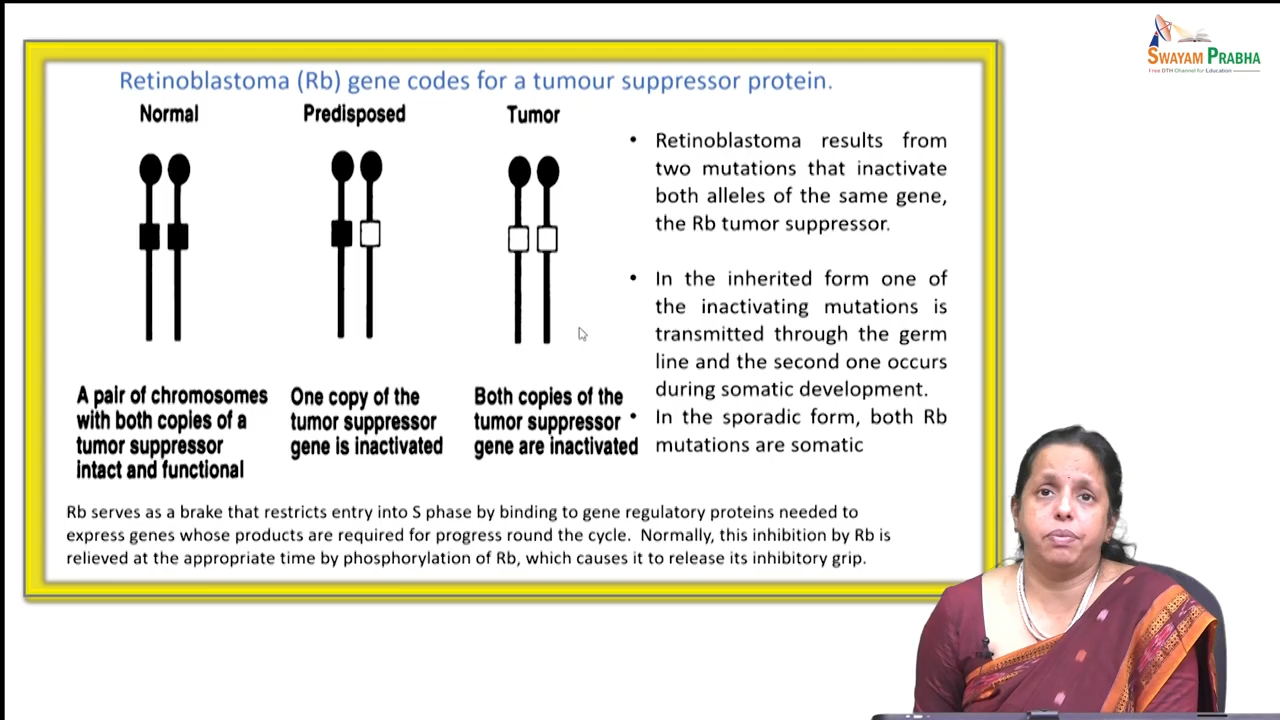 SWAYAM PRABHA
Free DTH Channel for Education
Retinoblastoma (Rb) gene codes for a tumour suppressor protein.
Normal
Predisposed
Tumor
A pair of chromosomes
with both copies of a
tumor suppressor
intact and functional
One copy of the
tumor suppressor
gene is inactivated
Both copies of the
tumor suppressor
gene are inactivated
• Retinoblastoma results from
two mutations that inactivate
both alleles of the same gene,
the Rb tumor suppressor.
• In the inherited form one of
the inactivating mutations is
transmitted through the germ
line and the second one occurs
during somatic development.
• In the sporadic form, both Rb
mutations are somatic
Rb serves as a brake that restricts entry into S phase by binding to gene regulatory proteins needed to
express genes whose products are required for progress round the cycle. Normally, this inhibition by Rb is
relieved at the appropriate time by phosphorylation of Rb, which causes it to release its inhibitory grip.